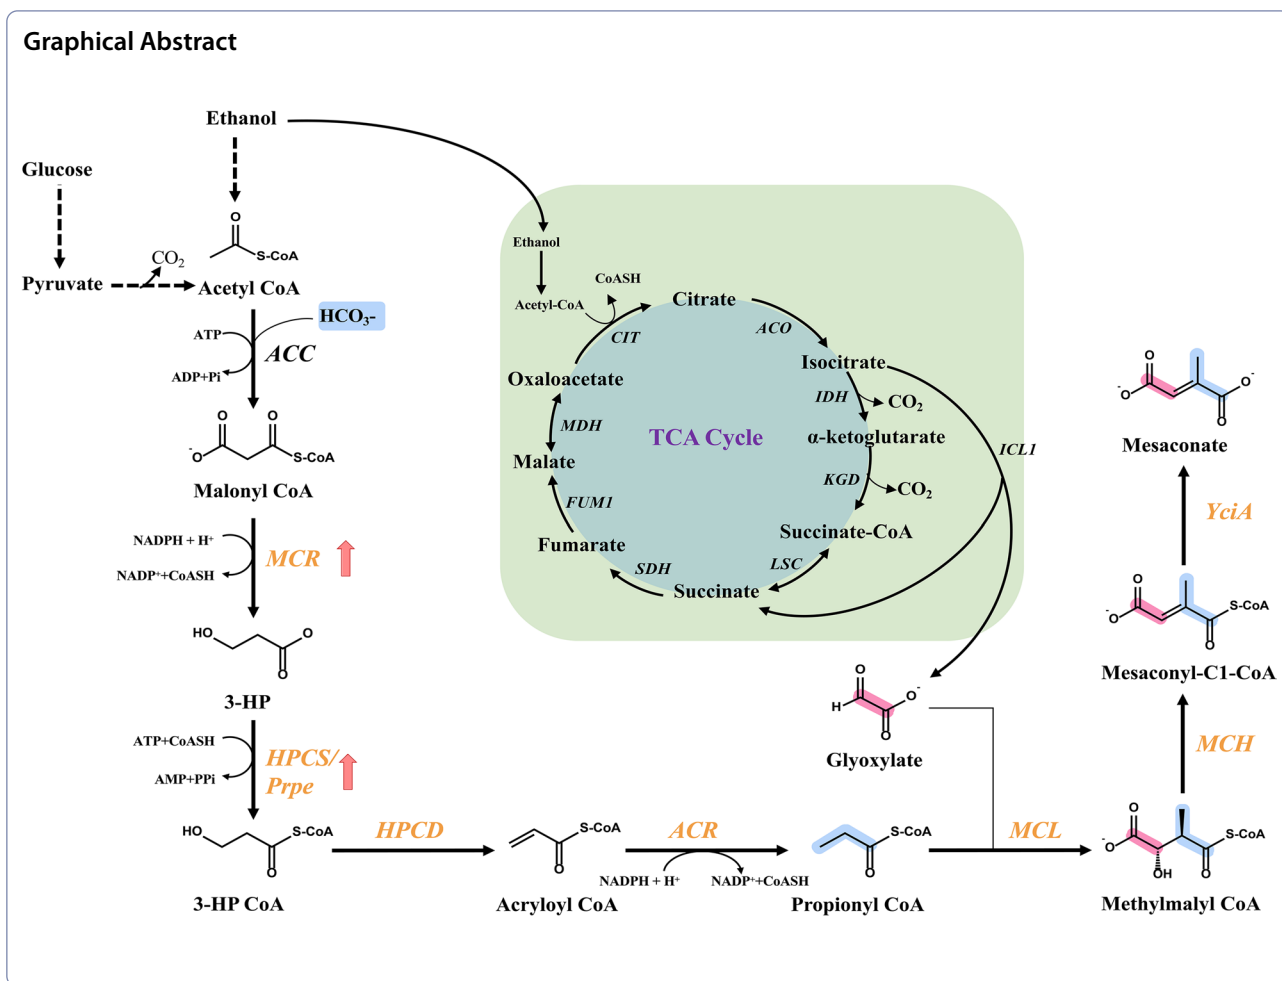 Graphical Abstract
Ethanol
Glucose
O
S-CoA
CO2
Pyruvate
Acetyl CoA
HCO3-
ATP
ACC
ADP+Pi
O
O
-O
S-CoA
Malonyl CoA
NADPH + H+
MCR
NADP++CoASH
HO
O
O
3-HP
ATP+CoASH
HPCS/
Prpe
AMP+PPi
HO
S-CoA
O
3-HP CoA
HPCD
S-CoA
O
Acryloyl CoA
ACR
NADPH + H+
NADP++CoASH
S-CoA
O
Propionyl CoA
Ethanol
Acetyl-CoA
CoASH
CIT
Citrate
ACO
Isocitrate
IDH
CO2
α-ketoglutarate
KGD
CO2
Succinate-CoA
LSC
Succinate
SDH
Fumarate
FUM1
Malate
MDH
Oxaloacetate
TCA Cycle
ICL1
O
H
O-
O
Glyoxylate
MCL
O
-O
OH
S-CoA
O
Methylmalyl CoA
MCH
O
-O
S-CoA
O
Mesaconyl-C1-CoA
YciA
O
-O
O-
O
Mesaconate